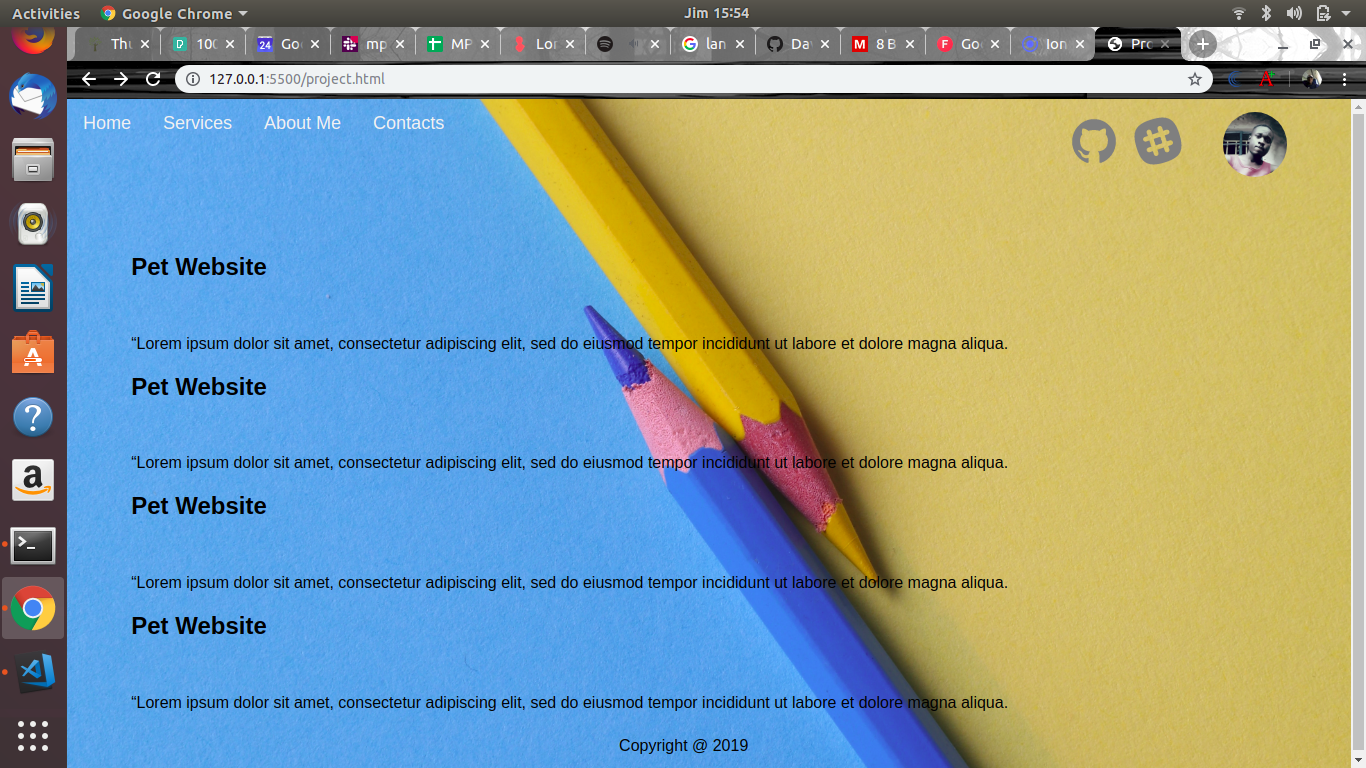 Activities Google Chrome Jim 15:54
Thu 100 Goo mp MP Lor lan Da 8 B Goo Ion Pro
24
127.0.0.1:5500/project.html
Home Services About Me Contacts
Pet Website
“Lorem ipsum dolor sit amet, consectetur adipiscing elit, sed do eiusmod tempor incididunt ut labore et dolore magna aliqua.
Pet Website
“Lorem ipsum dolor sit amet, consectetur adipiscing elit, sed do eiusmod tempor incididunt ut labore et dolore magna aliqua.
Pet Website
“Lorem ipsum dolor sit amet, consectetur adipiscing elit, sed do eiusmod tempor incididunt ut labore et dolore magna aliqua.
Pet Website
“Lorem ipsum dolor sit amet, consectetur adipiscing elit, sed do eiusmod tempor incididunt ut labore et dolore magna aliqua.
Copyright @ 2019